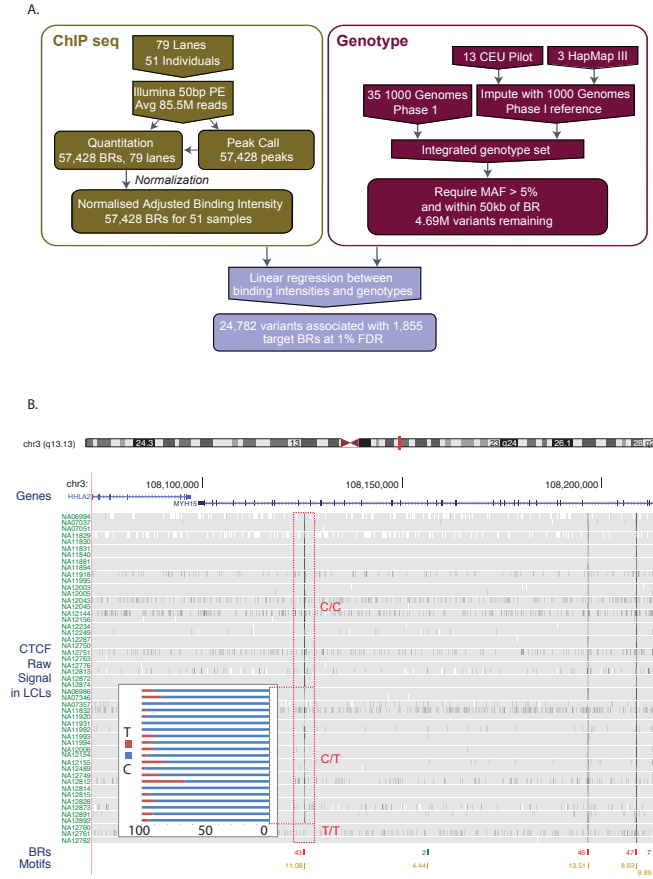 A.
ChIP seq
79 Lanes
51 Individuals
Illumina 50bp PE
Avg 85.5M reads
Quantitation
57,428 BRs, 79 lanes
Peak Call
57,428 peaks
Normalization
Normalised Adjusted Binding Intensity
57,428 BRs for 51 samples
Genotype
13 CEU Pilot
3 HapMap III
35 1000 Genomes
Phase 1
Impute with 1000 Genomes
Phase I reference
Integrated genotype set
Require MAF > 5%
and within 50kb of BR
4.69M variants remaining
Linear regression between
binding intensities and genotypes
24,782 variants associated with 1,855
target BRs at 1% FDR
B.
chr3 (q13.13)
24.3
13
23 q24
26.1
28
chr3:
108,100,000
108,150,000
108,200,000
Genes
HHLA2
MYH15
CTCF
Raw
Signal
in LCLs
NA06994
NA07037
NA07051
NA11829
NA11830
NA11831
NA11840
NA11881
NA11894
NA11918
NA11995
NA12003
NA12005
NA12043
NA12045
NA12144
NA12156
NA12234
NA12249
NA12287
NA12750
NA12751
NA12763
NA12776
NA12813
NA12872
NA12874
NA06986
NA07346
NA07357
NA11832
NA11920
NA11931
NA11992
NA11993
NA11994
NA12006
NA12154
NA12155
NA12489
NA12749
NA12812
NA12814
NA12815
NA12828
NA12873
NA12891
NA12892
NA12760
NA12761
NA12762
C/C
C/T
T/T
T
C
100
50
0
BRs
43
2
46
47
7
Motifs
11.08
4.44
13.51
8.63
9.89